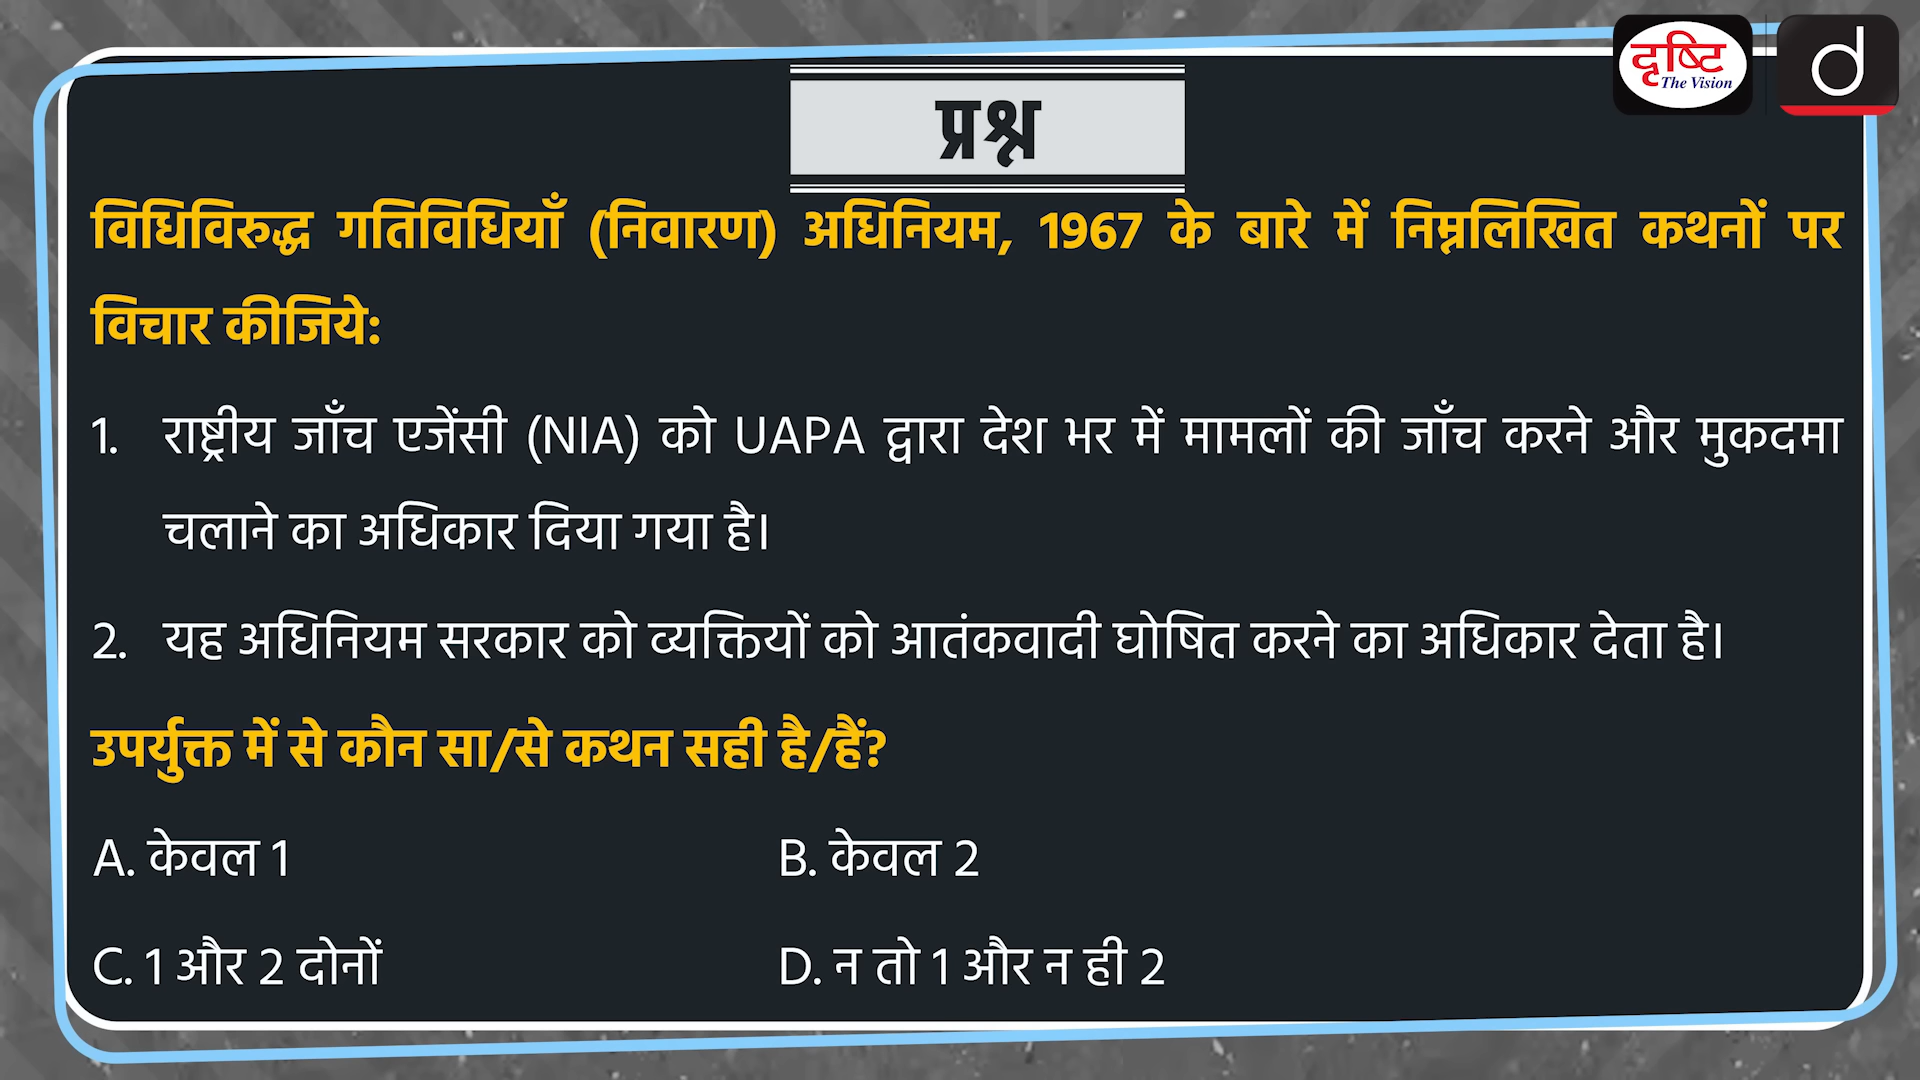 दृष्टि
The Vision
d
प्रश्न
विधिविरुद्ध गतिविधियाँ (निवारण) अधिनियम, 1967 के बारे में निम्नलिखित कथनों पर
विचार कीजिये:
1. राष्ट्रीय जाँच एजेंसी (NIA) को UAPA द्वारा देश भर में मामलों की जाँच करने और मुकदमा
चलाने का अधिकार दिया गया है।
2. यह अधिनियम सरकार को व्यक्तियों को आतंकवादी घोषित करने का अधिकार देता है।
उपर्युक्त में से कौन सा/से कथन सही है/हैं?
A. केवल 1 B. केवल 2
C. 1 और 2 दोनों D. न तो 1 और न ही 2